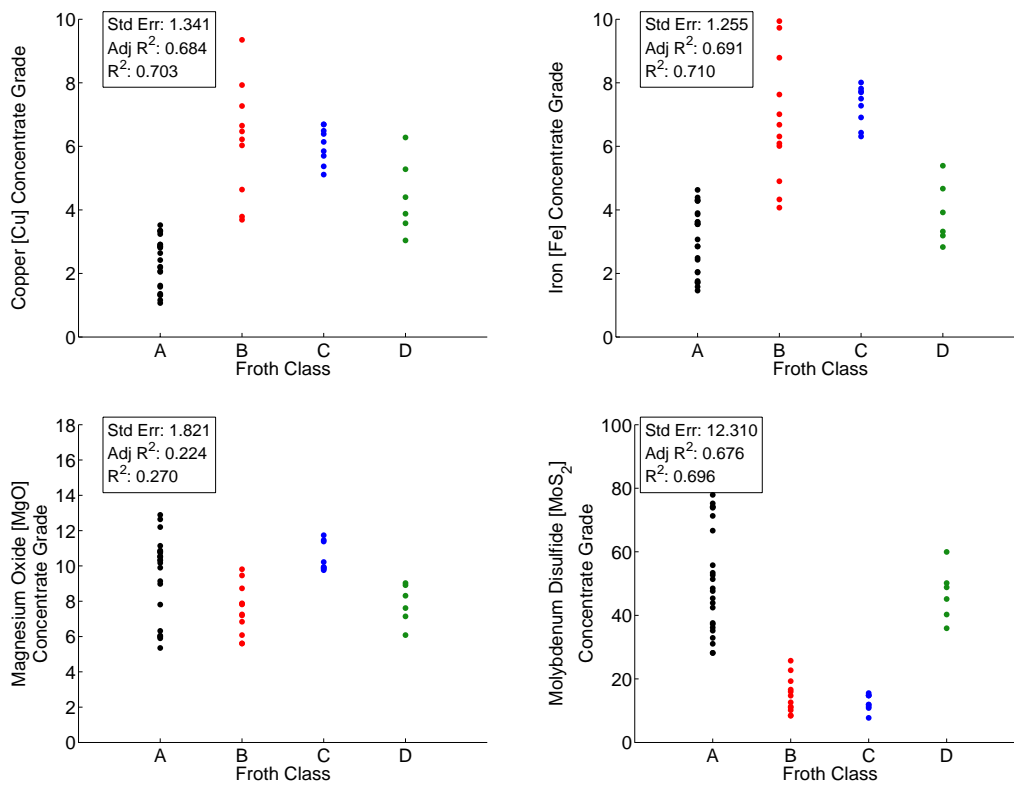 Std Err: 1.341
Adj R²: 0.684
R²: 0.703
10
8
6
4
2
0
Copper [Cu] Concentrate Grade
A B C D
Froth Class
Std Err: 1.255
Adj R²: 0.691
R²: 0.710
10
8
6
4
2
0
Iron [Fe] Concentrate Grade
A B C D
Froth Class
Std Err: 1.821
Adj R²: 0.224
R²: 0.270
18
16
14
12
10
8
6
4
2
0
Magnesium Oxide [MgO]
Concentrate Grade
A B C D
Froth Class
Std Err: 12.310
Adj R²: 0.676
R²: 0.696
100
80
60
40
20
0
Molybdenum Disulfide [MoS₂]
Concentrate Grade
A B C D
Froth Class